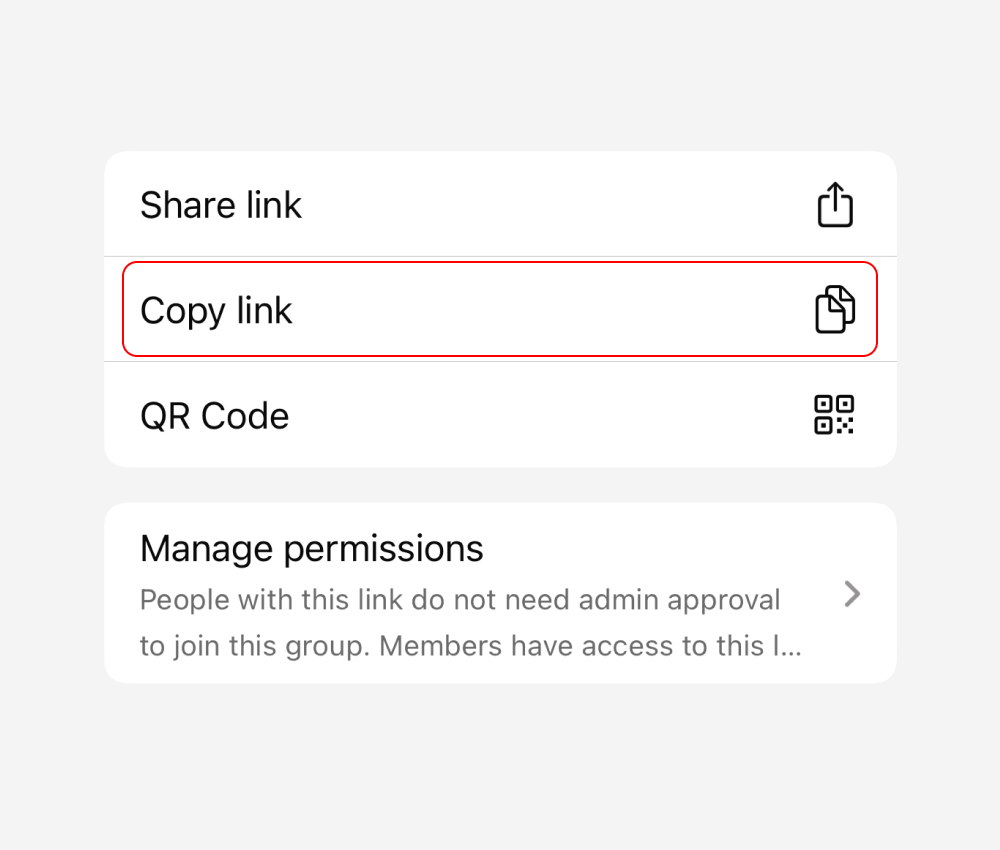 Share link
Copy link
QR Code
Manage permissions
People with this link do not need admin approval
to join this group. Members have access to this l...